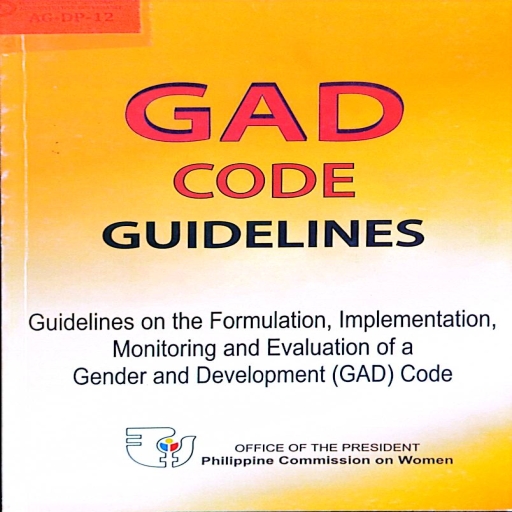 AG-DP-12
GAD
CODE
GUIDELINES
Guidelines on the Formulation, Implementation,
Monitoring and Evaluation of a
Gender and Development (GAD) Code
OFFICE OF THE PRESIDENT
Philippine Commission on Women